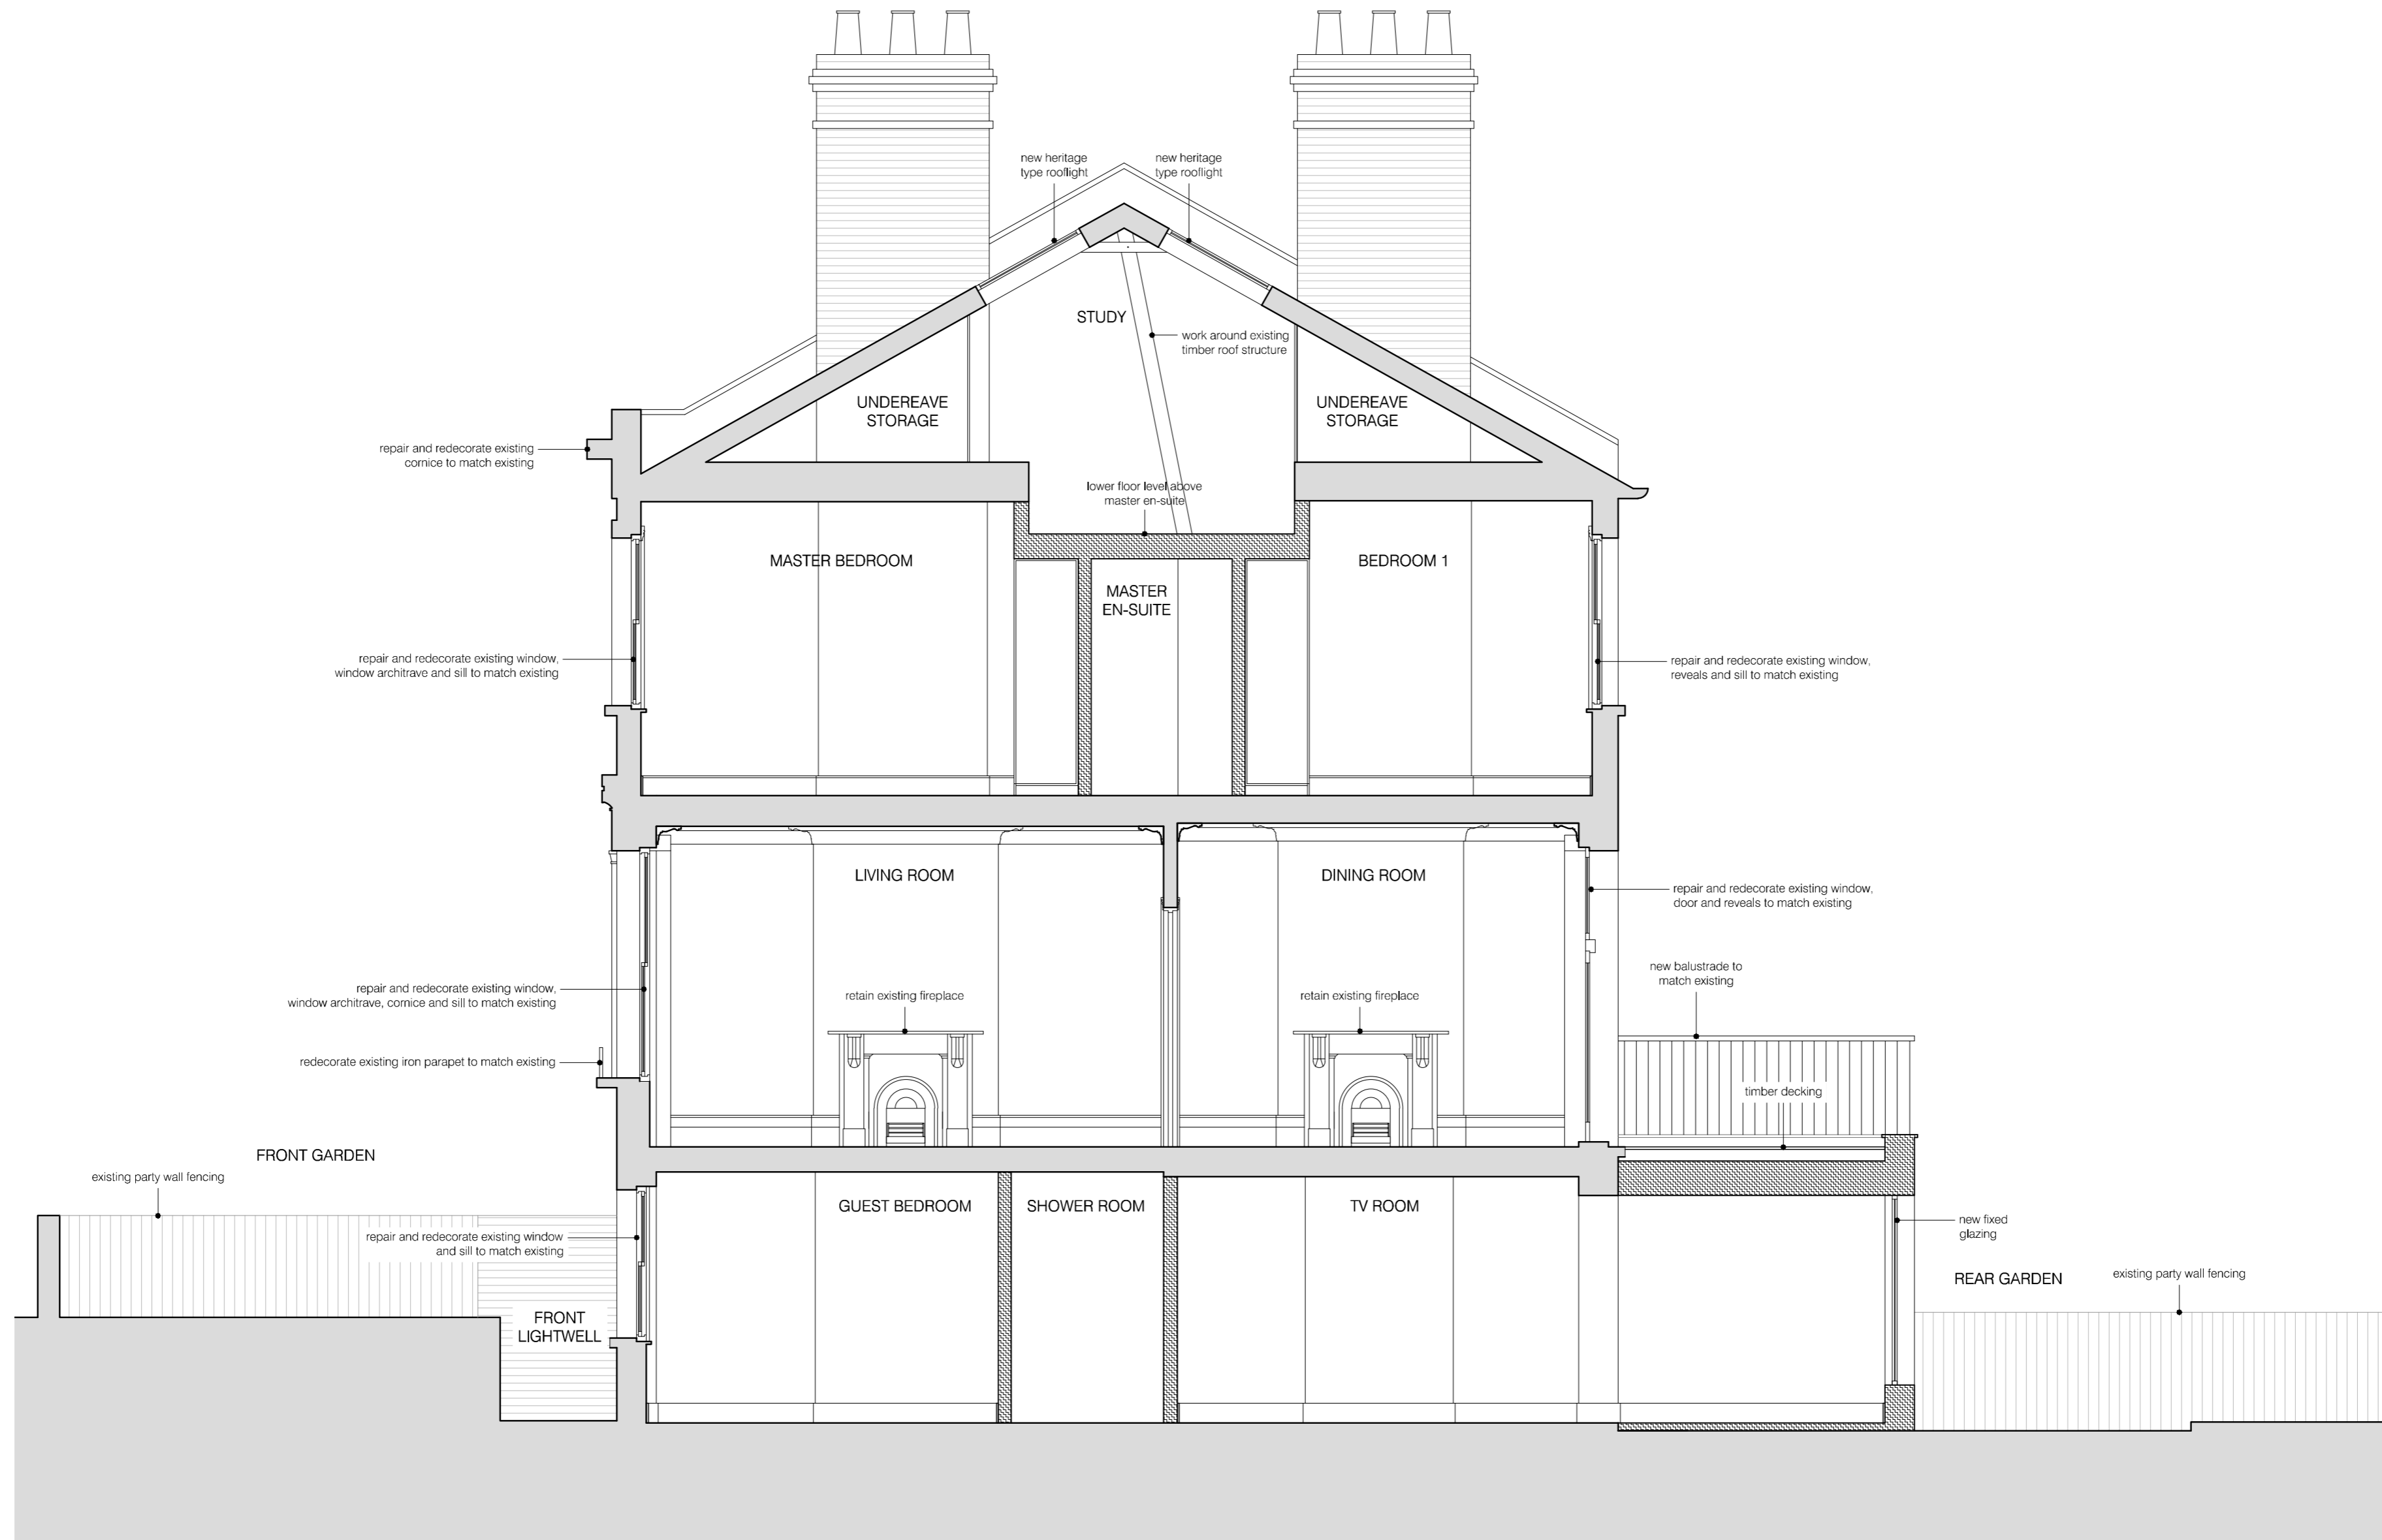 new heritage
type rooflight
new heritage
type rooflight
STUDY
work around existing
timber roof structure
UNDEREAVE
STORAGE
UNDEREAVE
STORAGE
repair and redecorate existing
cornice to match existing
lower floor level above
master en-suite
MASTER BEDROOM
BEDROOM 1
MASTER
EN-SUITE
repair and redecorate existing window,
window architrave and sill to match existing
repair and redecorate existing window,
reveals and sill to match existing
LIVING ROOM
DINING ROOM
repair and redecorate existing window,
door and reveals to match existing
new balustrade to
match existing
repair and redecorate existing window,
window architrave, cornice and sill to match existing
retain existing fireplace
retain existing fireplace
redecorate existing iron parapet to match existing
timber decking
FRONT GARDEN
existing party wall fencing
GUEST BEDROOM
SHOWER ROOM
TV ROOM
repair and redecorate existing window
and sill to match existing
new fixed
glazing
REAR GARDEN
existing party wall fencing
FRONT
LIGHTWELL